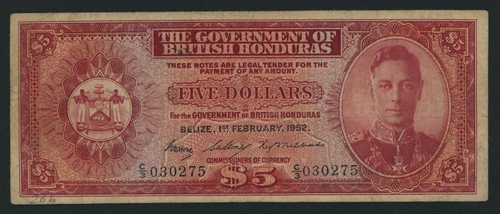 $5
THE GOVERNMENT OF
BRITISH HONDURAS
$5
THESE NOTES ARE LEGAL TENDER FOR THE
PAYMENT OF ANY AMOUNT.
FIVE DOLLARS
For the GOVERNMENT OF BRITISH HONDURAS
BELIZE, 1ST FEBRUARY, 1952.
COMMISSIONERS OF CURRENCY
C/3 030275
C/3 030275
$5